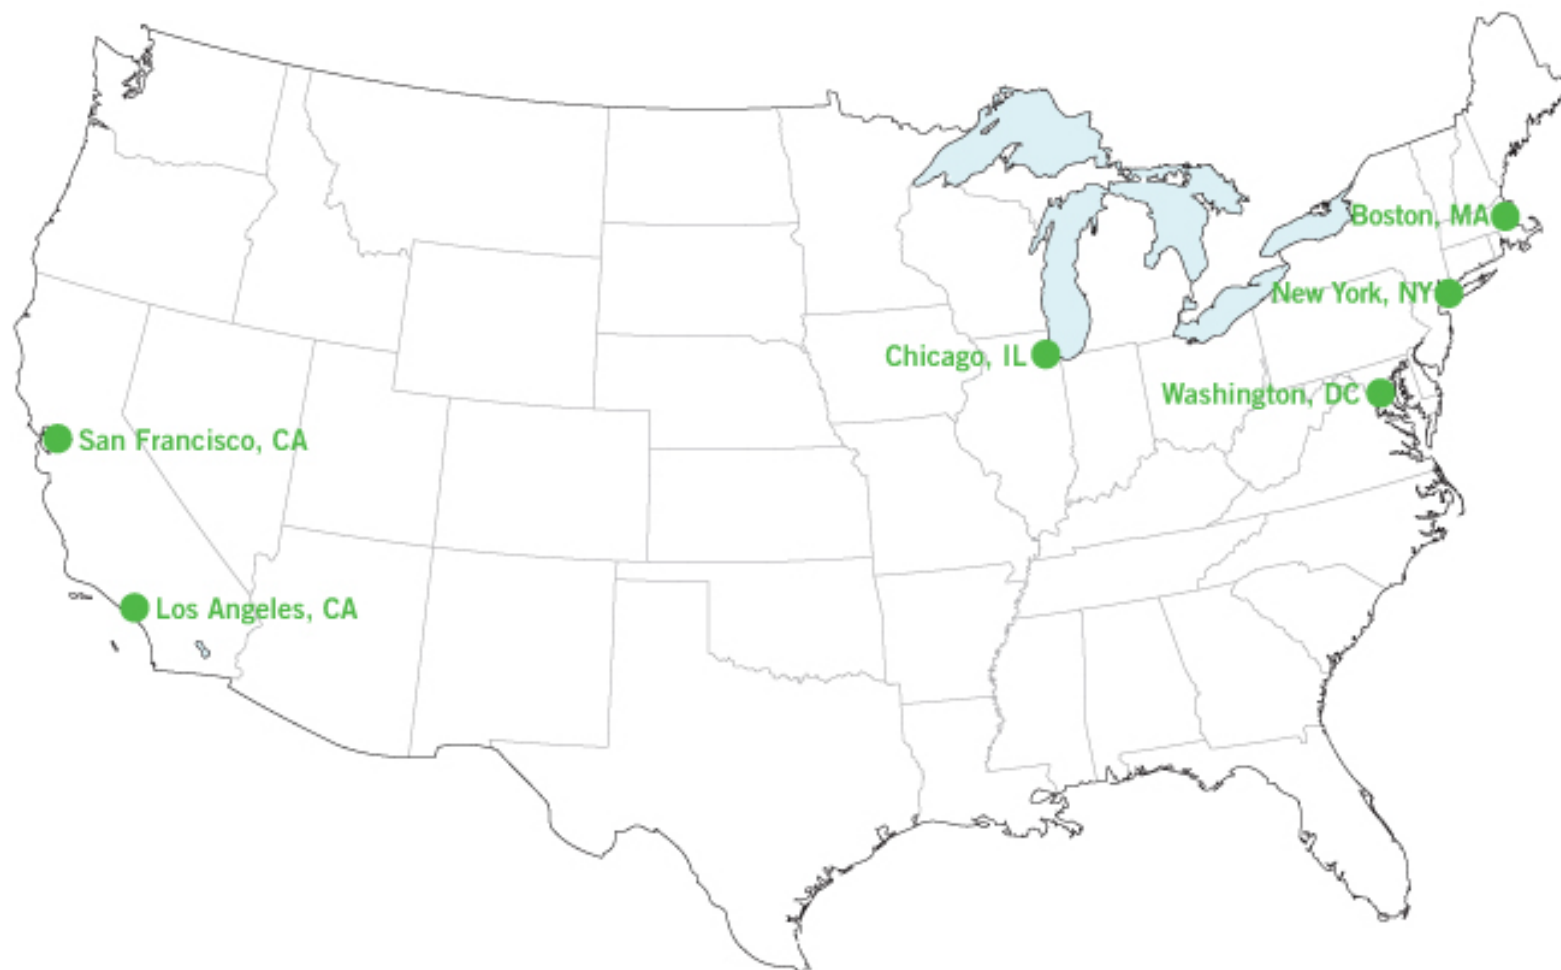 Boston, MA
New York, NY
Chicago, IL
Washington, DC
San Francisco, CA
Los Angeles, CA